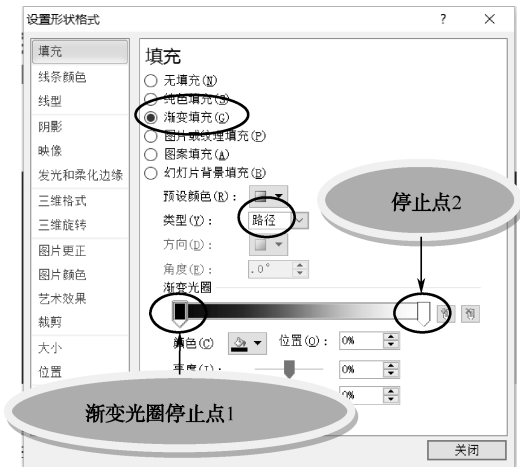 设置形状格式
? ×
填充
线条颜色
线型
阴影
映像
发光和柔化边缘
三维格式
三维旋转
图片更正
图片颜色
艺术效果
裁剪
大小
位置
填充
无填充(N)
纯色填充(S)
渐变填充(G)
图片或纹理填充(P)
图案填充(A)
幻灯片背景填充(B)
预设颜色(R):
类型(Y): 路径
方向(D):
角度(E): .0°
渐变光圈
颜色(C) 位置(O): 0%
亮度(I): 0%
0%
停止点2
渐变光圈停止点1
关闭